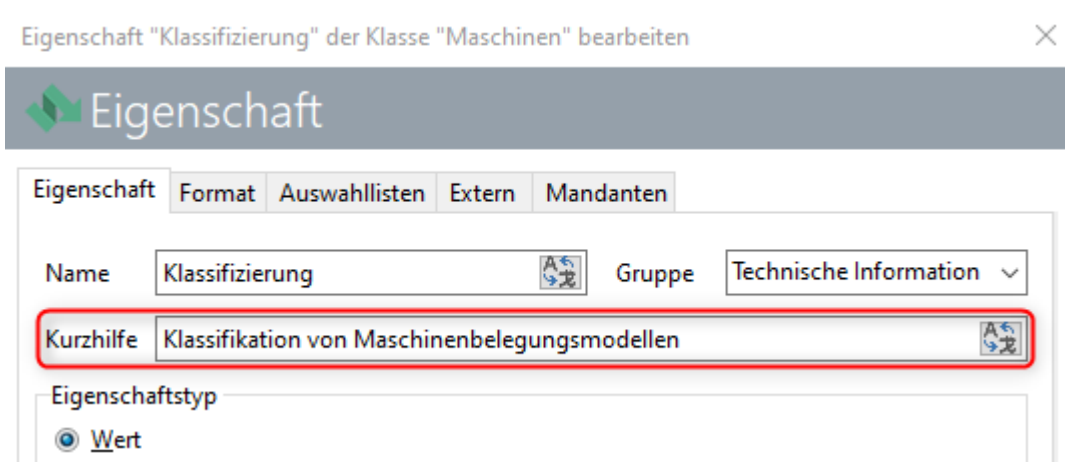 Eigenschaft "Klassifizierung" der Klasse "Maschinen" bearbeiten
Eigenschaft
Eigenschaft Format Auswahllisten Extern Mandanten
Name Klassifizierung Gruppe Technische Information
Kurzhilfe Klassifikation von Maschinenbelegungsmodellen
Eigenschaftstyp
Wert